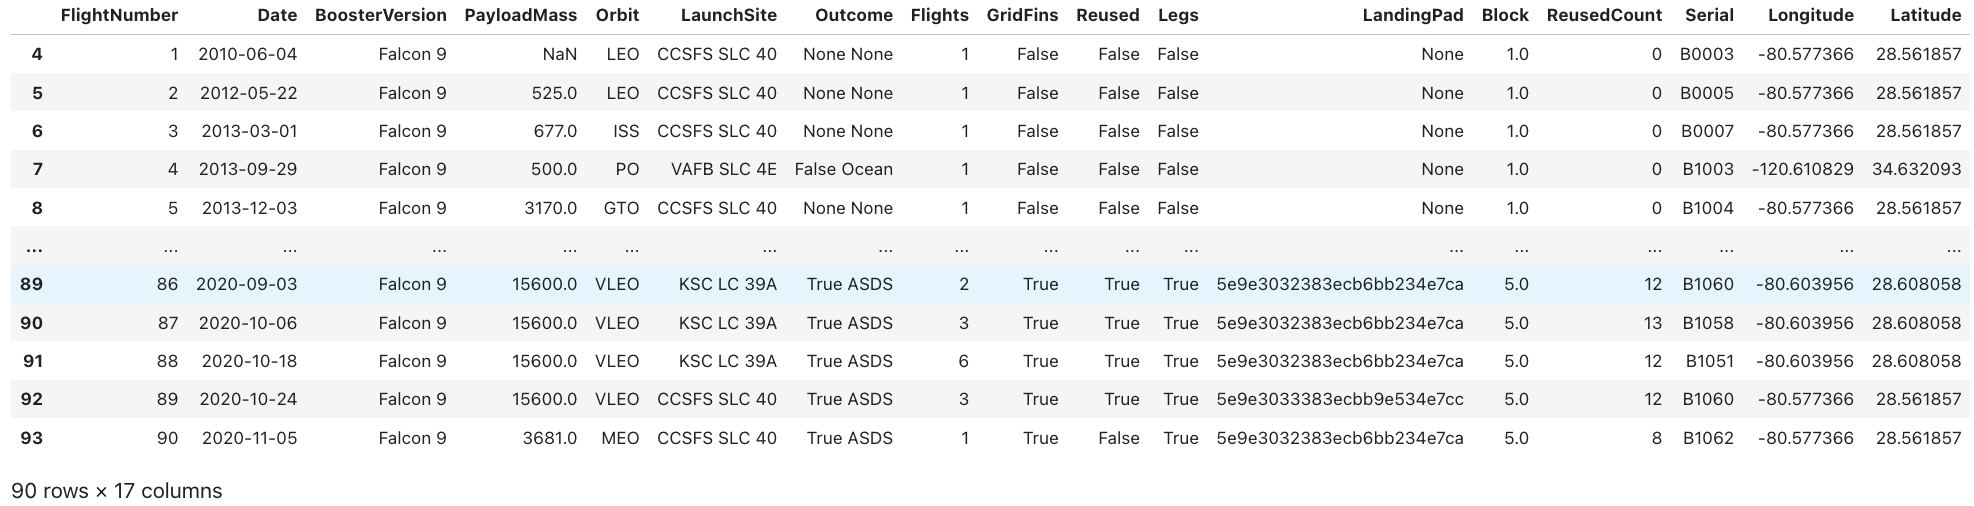 FlightNumber Date BoosterVersion PayloadMass Orbit LaunchSite Outcome Flights GridFins Reused Legs LandingPad Block ReusedCount Serial Longitude Latitude
4 1 2010-06-04 Falcon 9 NaN LEO CCSFS SLC 40 None None 1 False False False None 1.0 0 B0003 -80.577366 28.561857
5 2 2012-05-22 Falcon 9 525.0 LEO CCSFS SLC 40 None None 1 False False False None 1.0 0 B0005 -80.577366 28.561857
6 3 2013-03-01 Falcon 9 677.0 ISS CCSFS SLC 40 None None 1 False False False None 1.0 0 B0007 -80.577366 28.561857
7 4 2013-09-29 Falcon 9 500.0 PO VAFB SLC 4E False Ocean 1 False False False None 1.0 0 B1003 -120.610829 34.632093
8 5 2013-12-03 Falcon 9 3170.0 GTO CCSFS SLC 40 None None 1 False False False None 1.0 0 B1004 -80.577366 28.561857
... ... ... ... ... ... ... ... ... ... ... ... ... ... ... ... ... ...
89 86 2020-09-03 Falcon 9 15600.0 VLEO KSC LC 39A True ASDS 2 True True True 5e9e3032383ecb6bb234e7ca 5.0 12 B1060 -80.603956 28.608058
90 87 2020-10-06 Falcon 9 15600.0 VLEO KSC LC 39A True ASDS 3 True True True 5e9e3032383ecb6bb234e7ca 5.0 13 B1058 -80.603956 28.608058
91 88 2020-10-18 Falcon 9 15600.0 VLEO KSC LC 39A True ASDS 6 True True True 5e9e3032383ecb6bb234e7ca 5.0 12 B1051 -80.603956 28.608058
92 89 2020-10-24 Falcon 9 15600.0 VLEO CCSFS SLC 40 True ASDS 3 True True True 5e9e3033383ecbb9e534e7cc 5.0 12 B1060 -80.577366 28.561857
93 90 2020-11-05 Falcon 9 3681.0 MEO CCSFS SLC 40 True ASDS 1 True False True 5e9e3032383ecb6bb234e7ca 5.0 8 B1062 -80.577366 28.561857
90 rows × 17 columns